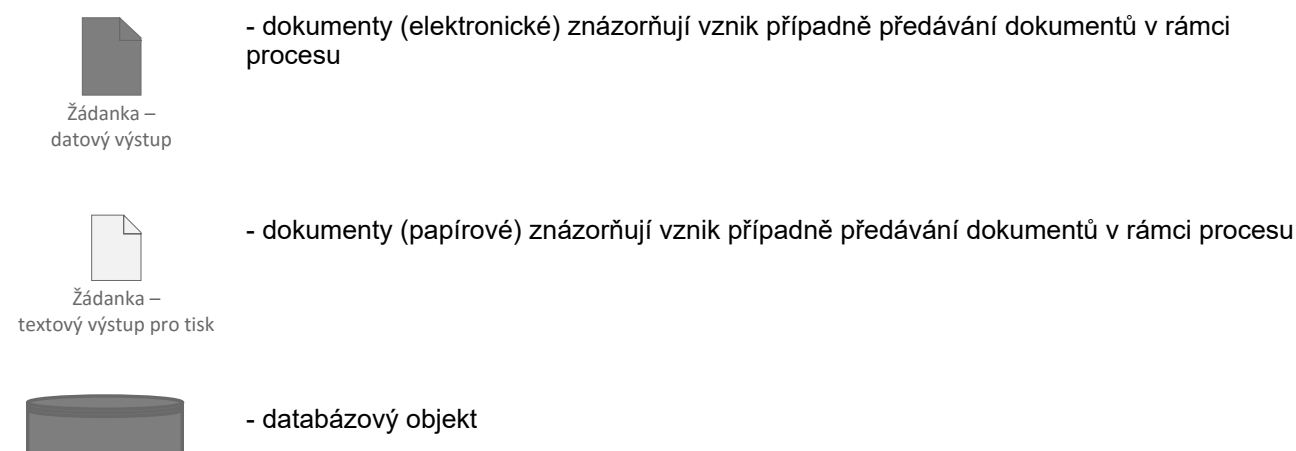 - dokumenty (elektronické) znázorňují vznik případně předávání dokumentů v rámci
procesu
Žádanka –
datový výstup
- dokumenty (papírové) znázorňují vznik případně předávání dokumentů v rámci procesu
Žádanka –
textový výstup pro tisk
- databázový objekt